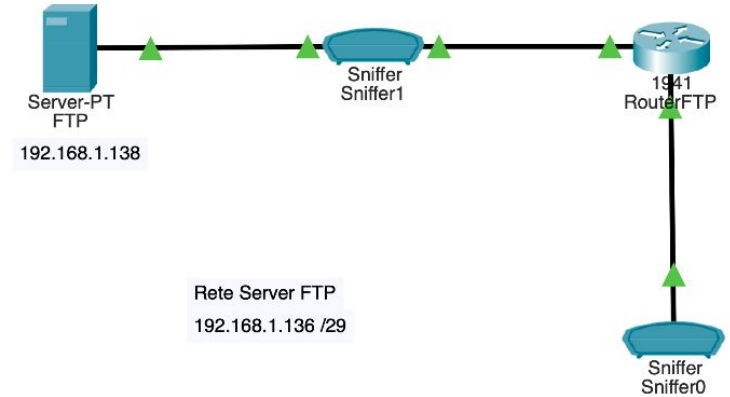 Server-PT
FTP
192.168.1.138
Sniffer
Sniffer1
1941
RouterFTP
Rete Server FTP
192.168.1.136 /29
Sniffer
Sniffer0